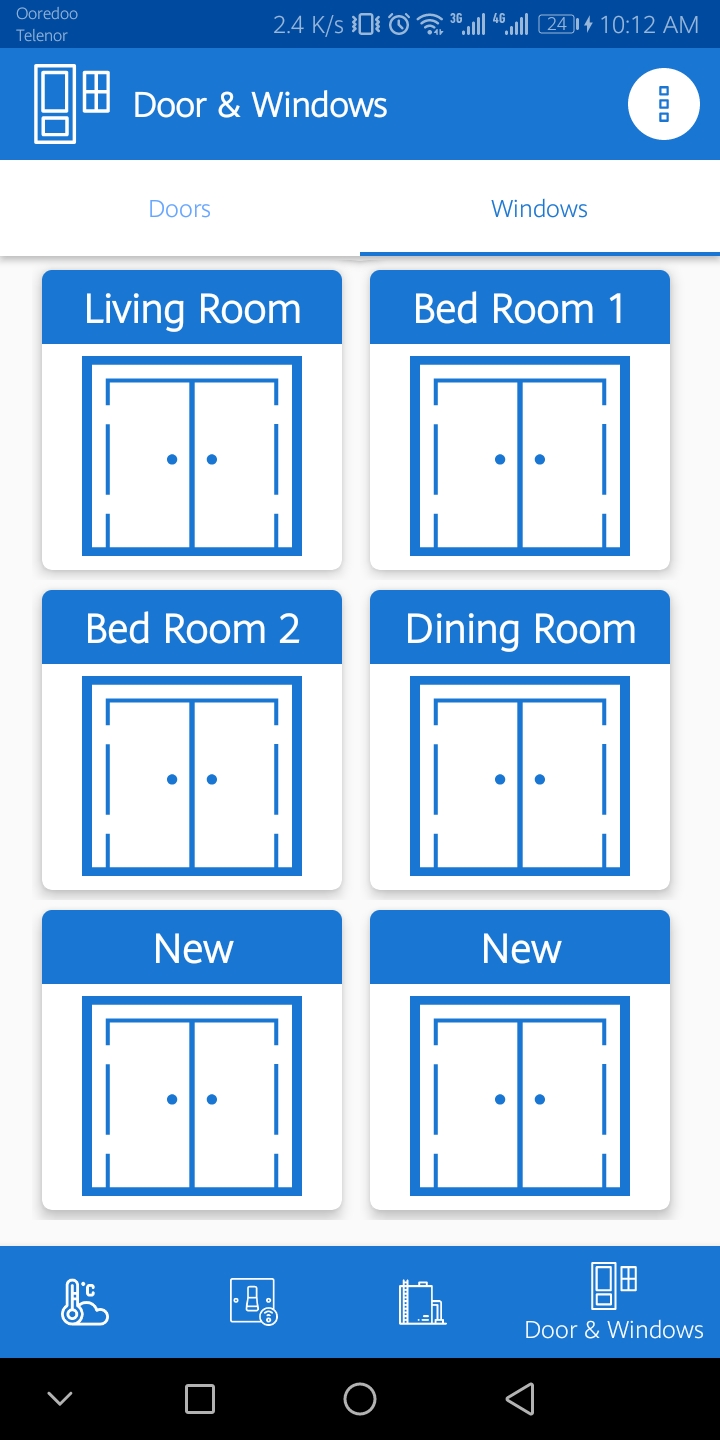 Ooredoo
Telenor
2.4 K/s 3G 4G 24 10:12 AM
Door & Windows
Doors Windows
Living Room Bed Room 1
Bed Room 2 Dining Room
New New
°C
Door & Windows